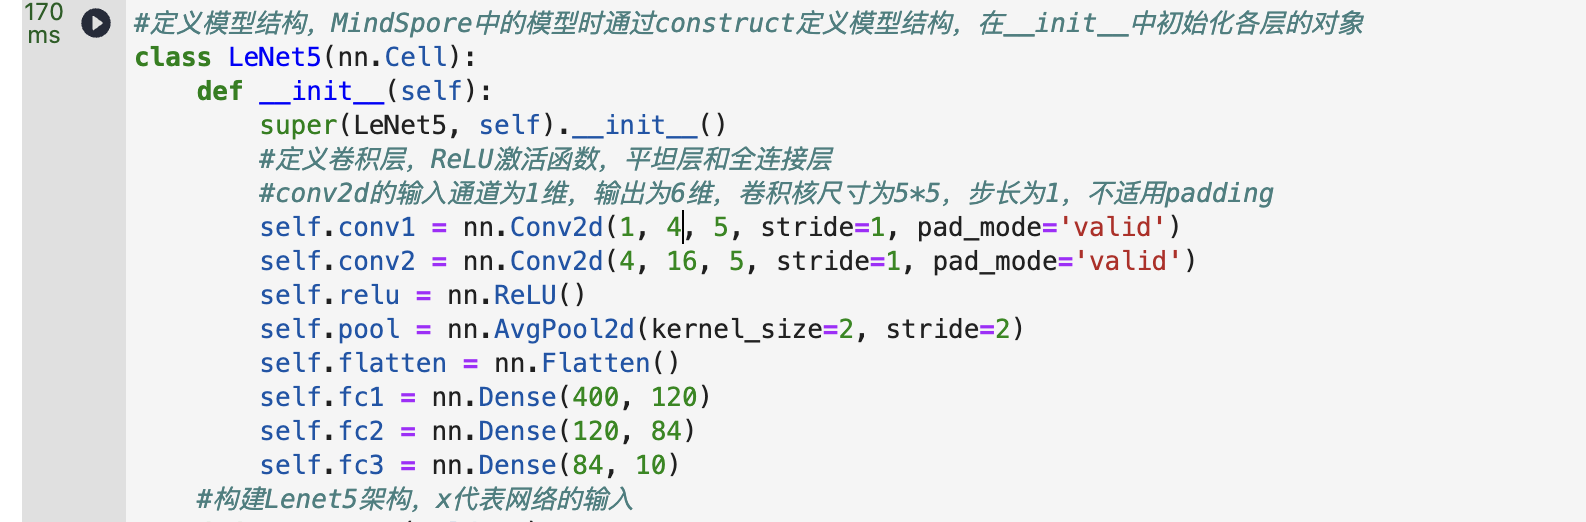 170
ms
#定义模型结构，MindSpore中的模型时通过construct定义模型结构，在__init__中初始化各层的对象
class LeNet5(nn.Cell):
    def __init__(self):
        super(LeNet5, self).__init__()
        #定义卷积层，ReLU激活函数，平坦层和全连接层
        #conv2d的输入通道为1维，输出为6维，卷积核尺寸为5*5，步长为1，不适用padding
        self.conv1 = nn.Conv2d(1, 4, 5, stride=1, pad_mode='valid')
        self.conv2 = nn.Conv2d(4, 16, 5, stride=1, pad_mode='valid')
        self.relu = nn.ReLU()
        self.pool = nn.AvgPool2d(kernel_size=2, stride=2)
        self.flatten = nn.Flatten()
        self.fc1 = nn.Dense(400, 120)
        self.fc2 = nn.Dense(120, 84)
        self.fc3 = nn.Dense(84, 10)
    #构建Lenet5架构，x代表网络的输入